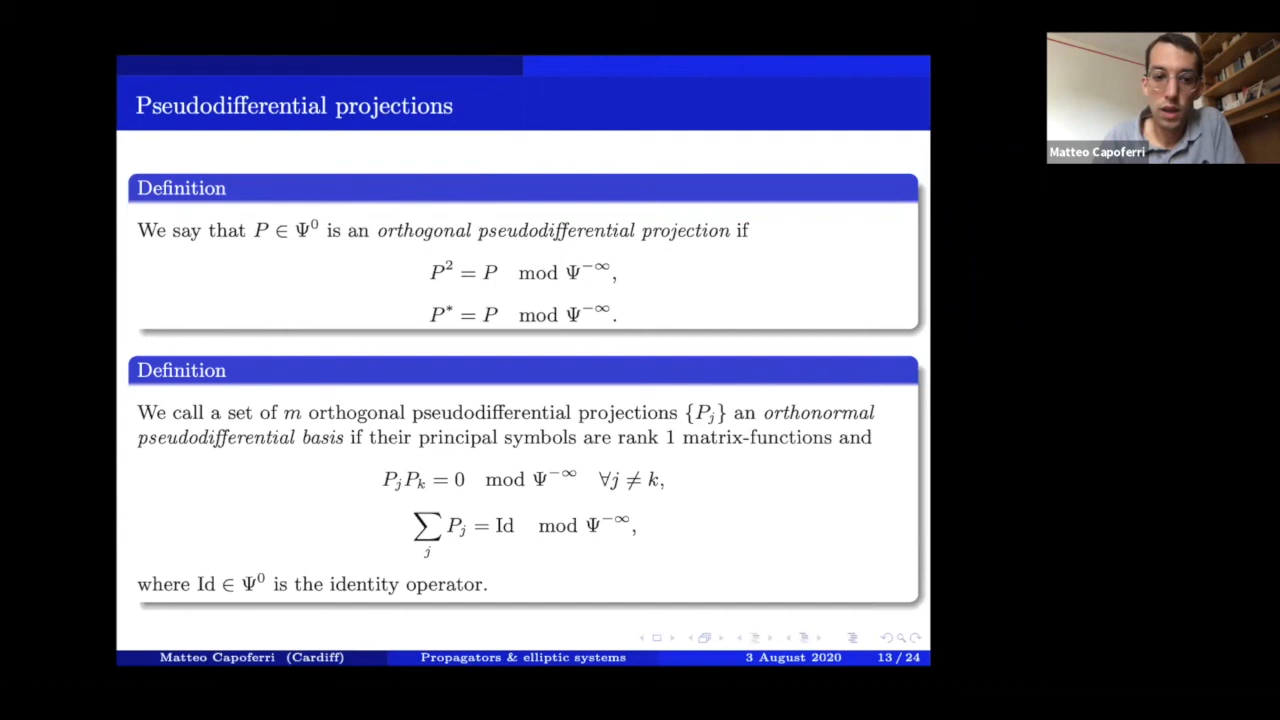 Pseudodifferential projections
Definition
We say that P ∈ Ψ⁰ is an orthogonal pseudodifferential projection if
P² = P mod Ψ^{−∞},
P* = P mod Ψ^{−∞}.
Definition
We call a set of m orthogonal pseudodifferential projections {P_j} an orthonormal
pseudodifferential basis if their principal symbols are rank 1 matrix-functions and
P_j P_k = 0 mod Ψ^{−∞} ∀j ≠ k,
∑_j P_j = Id mod Ψ^{−∞},
where Id ∈ Ψ⁰ is the identity operator.
Matteo Capoferri (Cardiff) Propagators & elliptic systems 3 August 2020 13 / 24
Matteo Capoferri